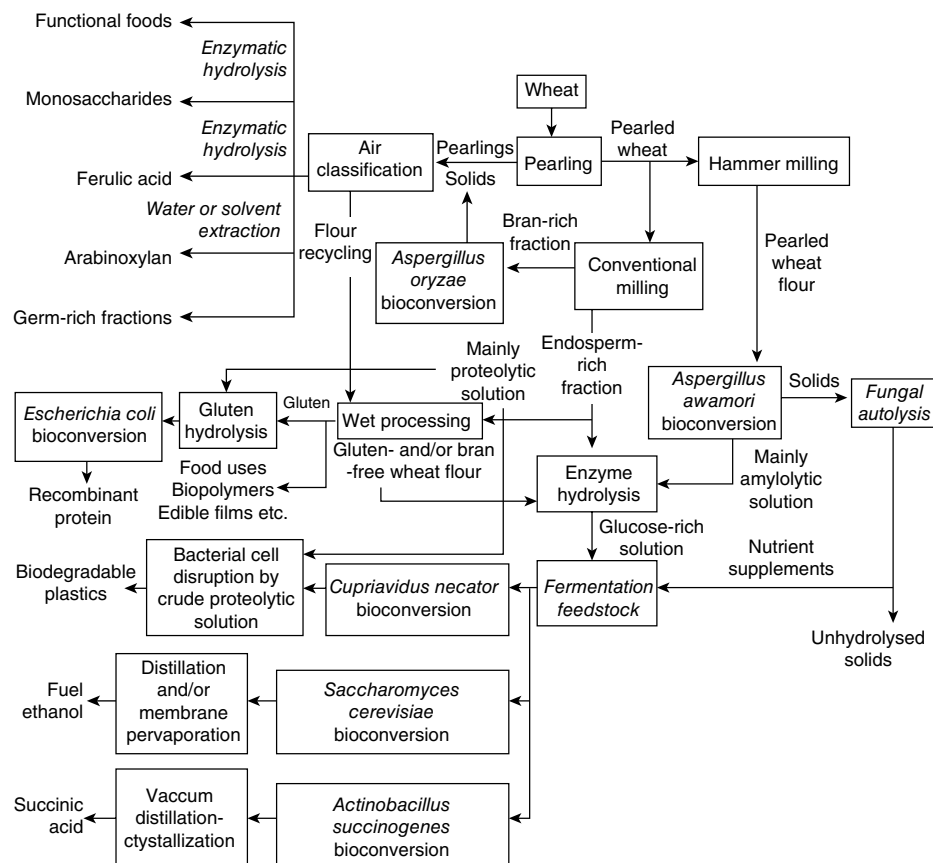 Functional foods
Enzymatic
hydrolysis
Monosaccharides
Enzymatic
hydrolysis
Ferulic acid
Water or solvent
extraction
Arabinoxylan
Germ-rich fractions
Wheat
Pearling
Pearlings
Solids
Air
classification
Pearled
wheat
Hammer milling
Flour
recycling
Bran-rich
fraction
Aspergillus
oryzae
bioconversion
Conventional
milling
Pearled
wheat
flour
Endosperm-
rich
fraction
Mainly
proteolytic
solution
Aspergillus
awamori
bioconversion
Solids
Fungal
autolysis
Escherichia coli
bioconversion
Gluten
hydrolysis
Gluten
Wet processing
Gluten- and/or bran
-free wheat flour
Recombinant
protein
Food uses
Biopolymers
Edible films etc.
Enzyme
hydrolysis
Mainly
amylolytic
solution
Glucose-rich
solution
Nutrient
supplements
Biodegradable
plastics
Bacterial cell
disruption by
crude proteolytic
solution
Cupriavidus necator
bioconversion
Fermentation
feedstock
Unhydrolysed
solids
Fuel
ethanol
Distillation
and/or
membrane
pervaporation
Saccharomyces
cerevisiae
bioconversion
Succinic
acid
Vaccum
distillation-
ctystallization
Actinobacillus
succinogenes
bioconversion